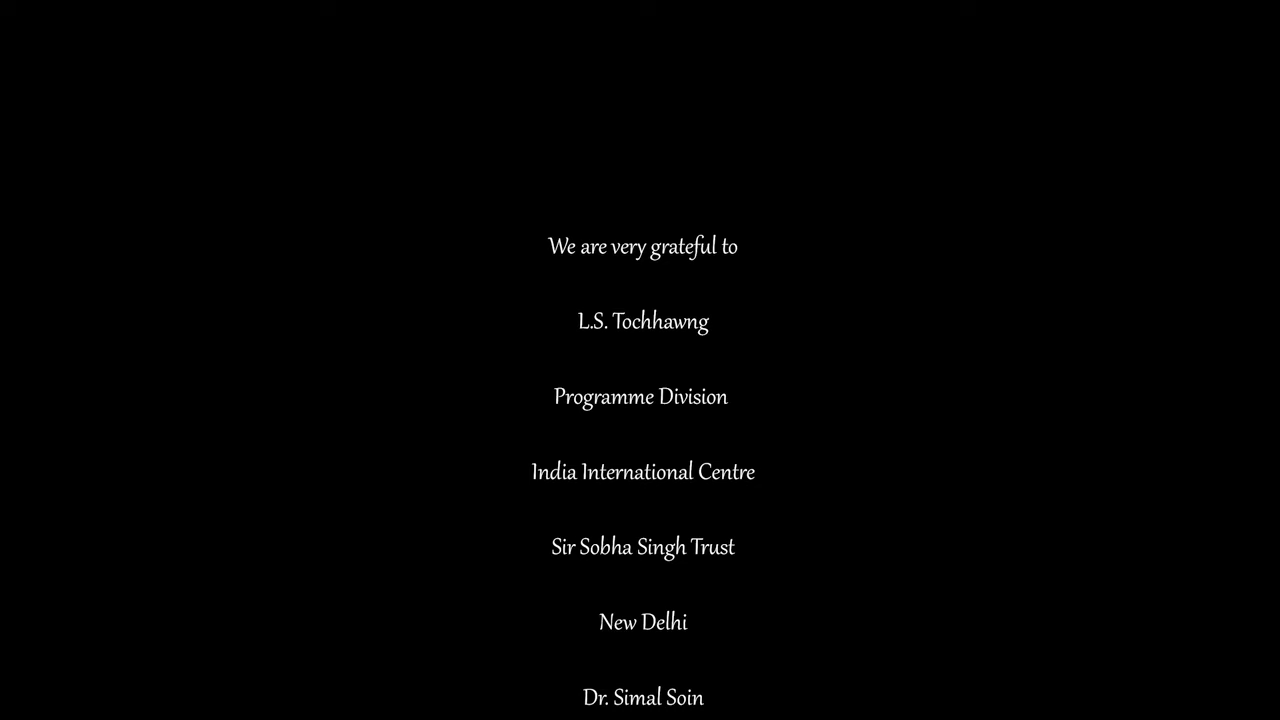 We are very grateful to
L.S. Tochhawng
Programme Division
India International Centre
Sir Sobha Singh Trust
New Delhi
Dr. Simal Soin